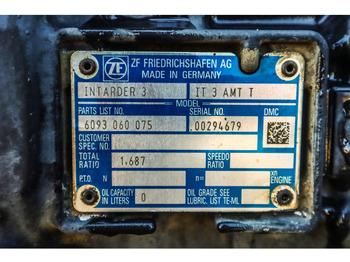 ZF FRIEDRICHSHAFEN AG
MADE IN GERMANY
INTARDER 3 IT 3 AMT T
MODEL
PARTS LIST NO. SERIAL NO. DMC
6093 060 075 .00294679
CUSTOMER
SPEC. NO.
TOTAL RATIO 1.687 SPEEDO RATIO
P.T.O. N n= xn ENGINE
OIL CAPACITY IN LITERS 0 OIL GRADE SEE LUBRIC. LIST TE-ML